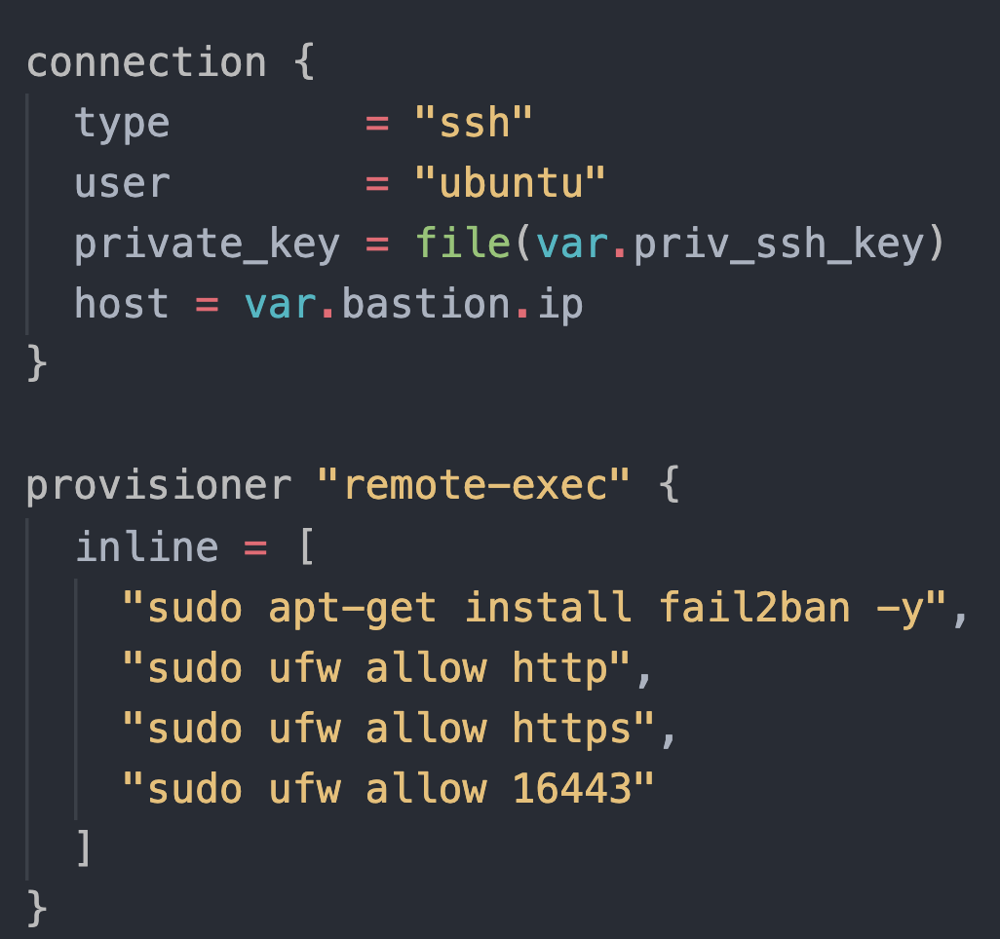 connection {
  type        = "ssh"
  user        = "ubuntu"
  private_key = file(var.priv_ssh_key)
  host = var.bastion.ip
}
provisioner "remote-exec" {
  inline = [
    "sudo apt-get install fail2ban -y",
    "sudo ufw allow http",
    "sudo ufw allow https",
    "sudo ufw allow 16443"
  ]
}